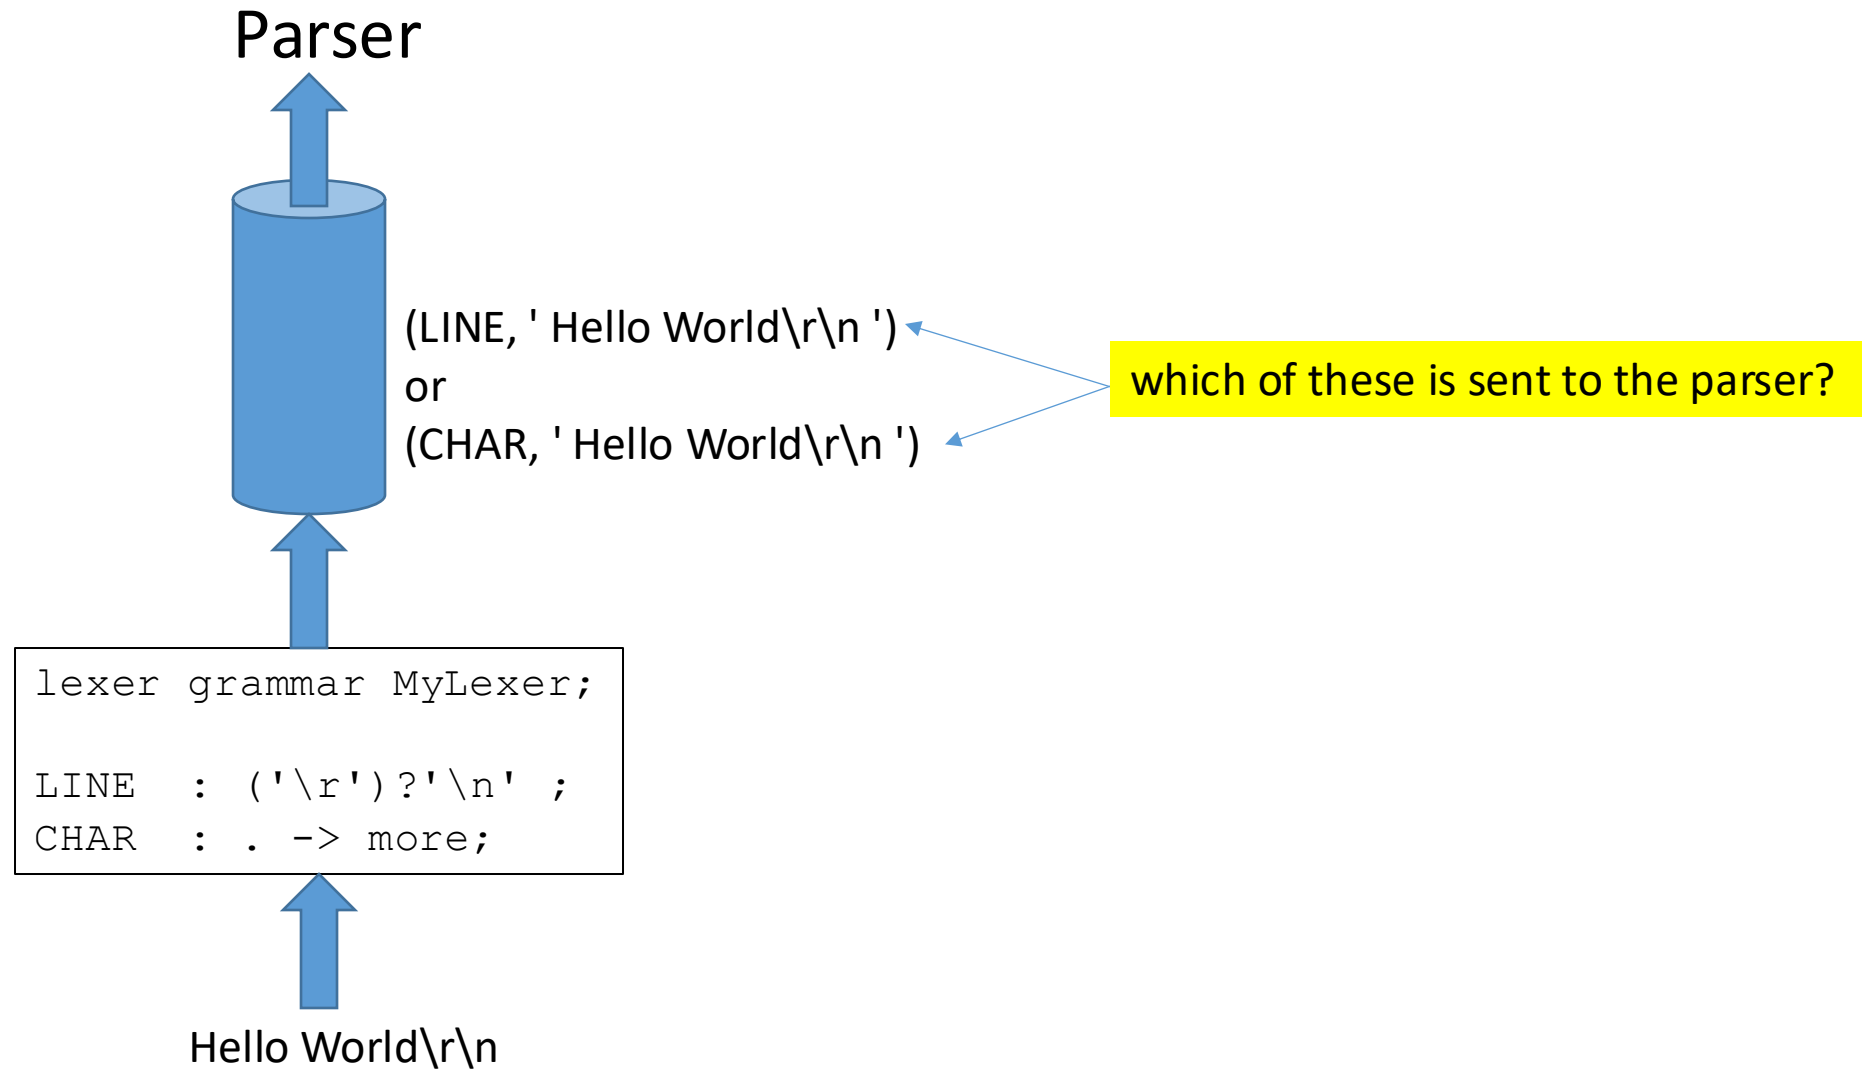 Parser
(LINE, ' Hello World\r\n ')
or
(CHAR, ' Hello World\r\n ')
which of these is sent to the parser?
lexer grammar MyLexer;
LINE : ('\r')?'\n' ;
CHAR : . -> more;
Hello World\r\n